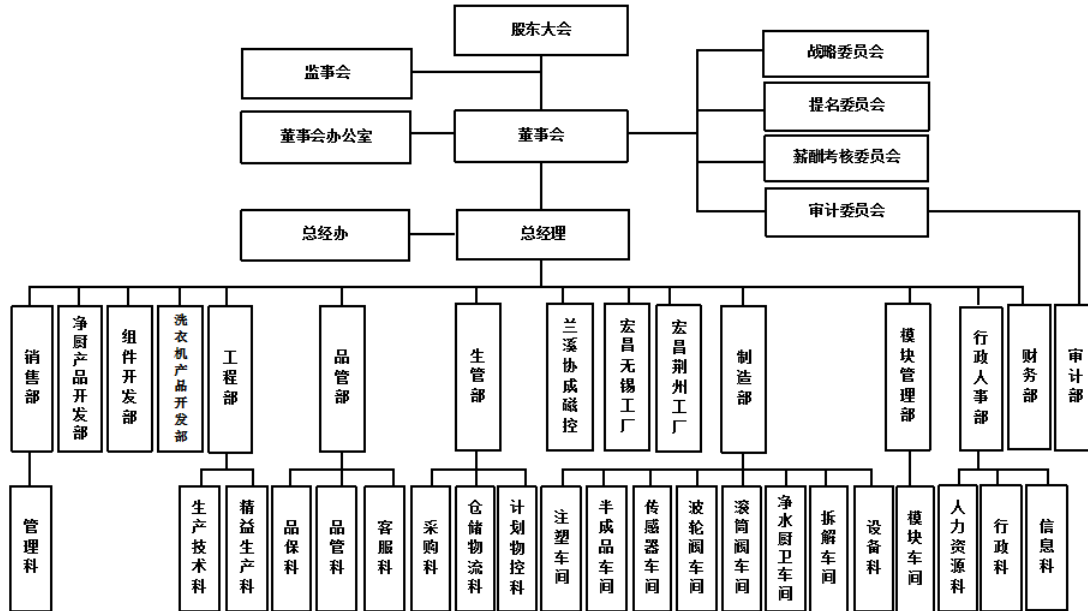 股东大会
监事会
战略委员会
提名委员会
董事会办公室
董事会
薪酬考核委员会
审计委员会
总经办
总经理
销售部
净厨产品开发部
组件开发部
洗衣机产品开发部
工程部
品管部
生管部
兰溪协成磁控
宏昌无锡工厂
宏昌荆州工厂
制造部
模块管理部
行政人事部
财务部
审计部
管理科
生产技术科
精益生产科
品保科
品管科
客服科
采购科
仓储物流科
计划物控科
注塑车间
半成品车间
传感器车间
波轮阀车间
滚筒阀车间
净水厨卫车间
拆解车间
设备科
模块车间
人力资源科
行政科
信息科